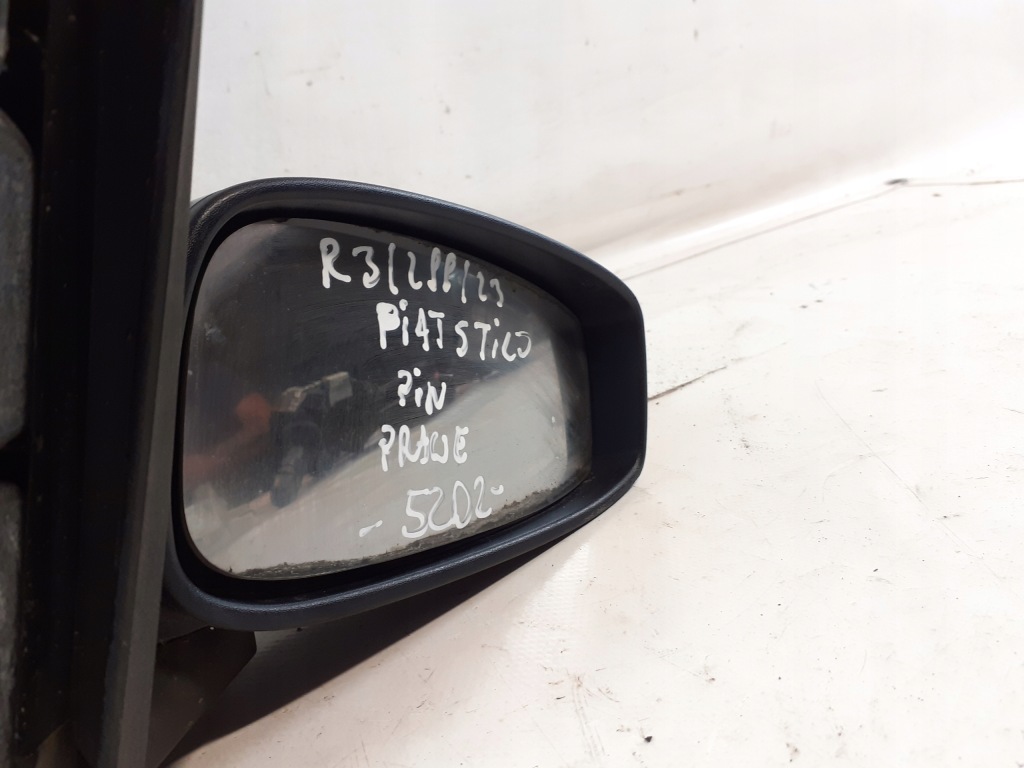 R3/288/23
FIAT STILO
PIN
PRAWE
- 5202 -